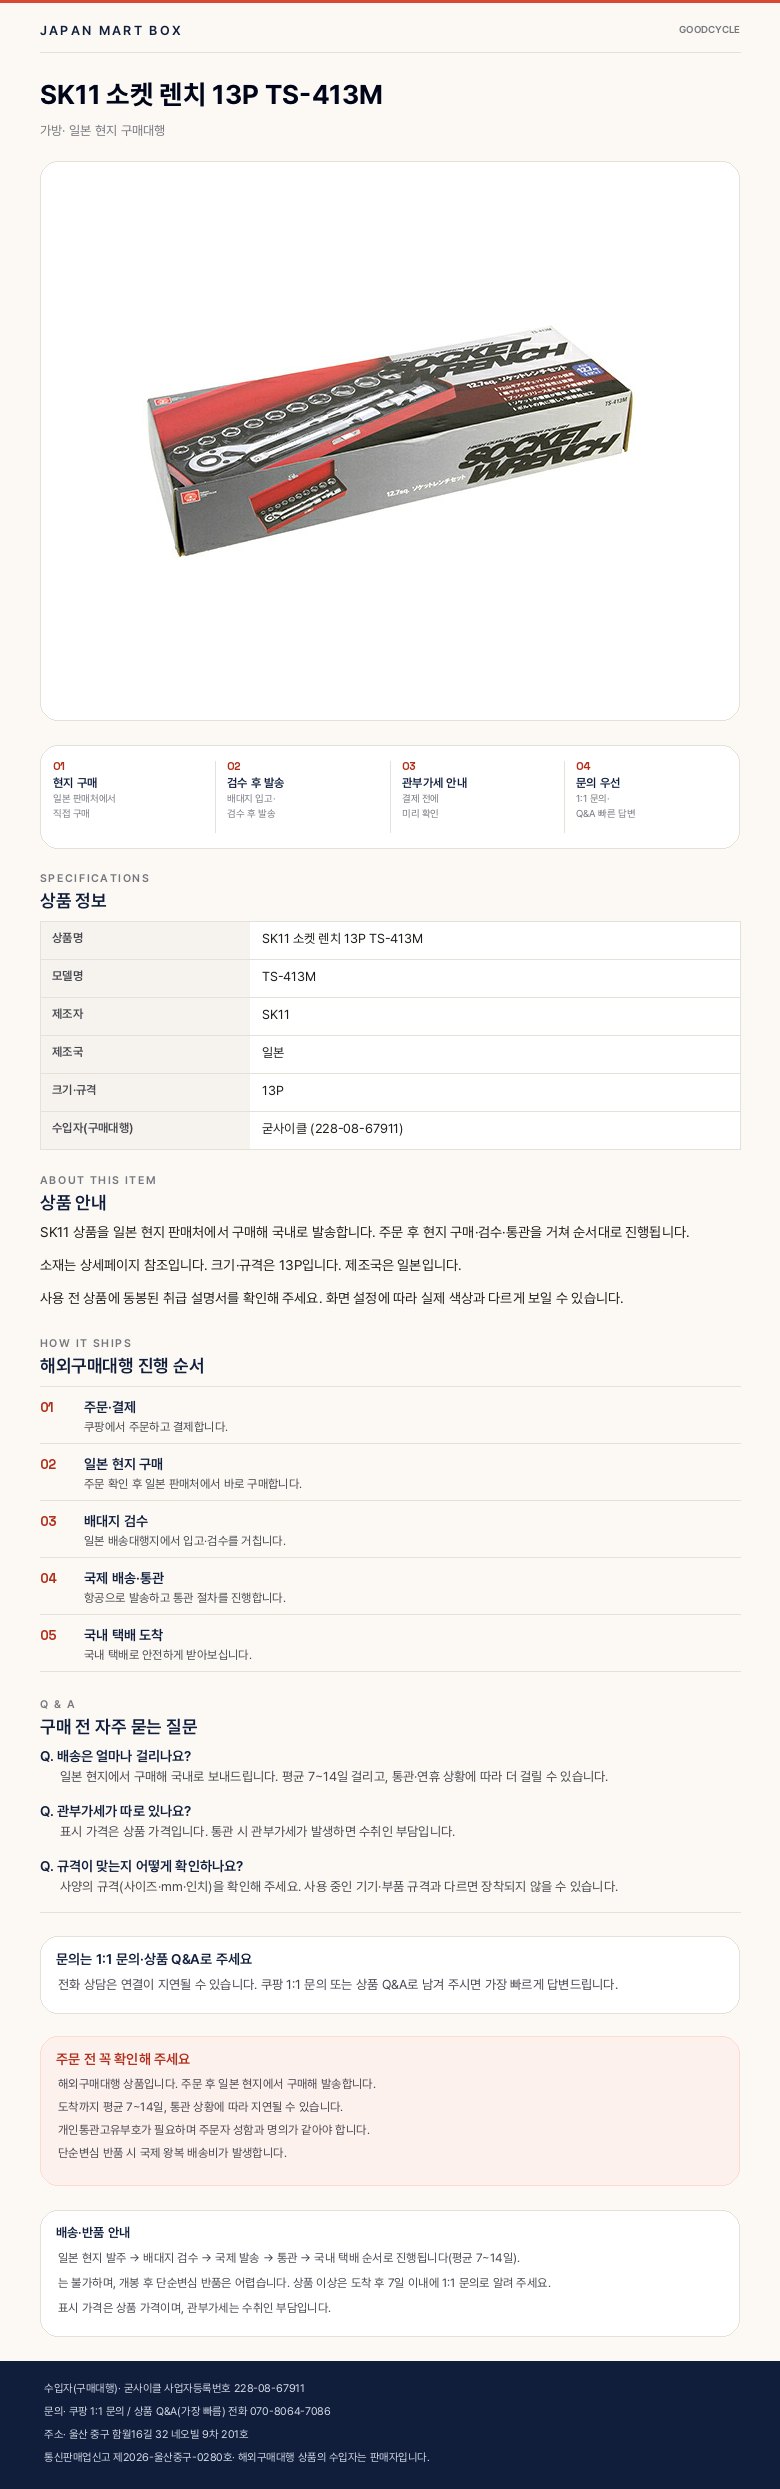 JAPAN MART BOX
GOODCYCLE
SK11 소켓 렌치 13P TS-413M
가방· 일본 현지 구매대행
TS-413M
SOCKET
WRENCH
12.7sq. ソケットレンチセット
TS-413M
SOCKET
WRENCH
12.7sq. ソケットレンチセット
01
현지 구매
일본 판매처에서
직접 구매
02
검수 후 발송
배대지 입고·
검수 후 발송
03
관부가세 안내
결제 전에
미리 확인
04
문의 우선
1:1 문의·
Q&A 빠른 답변
SPECIFICATIONS
상품 정보
상품명 SK11 소켓 렌치 13P TS-413M
모델명 TS-413M
제조자 SK11
제조국 일본
크기·규격 13P
수입자(구매대행) 굳사이클 (228-08-67911)
ABOUT THIS ITEM
상품 안내
SK11 상품을 일본 현지 판매처에서 구매해 국내로 발송합니다. 주문 후 현지 구매·검수·통관을 거쳐 순서대로 진행됩니다.
소재는 상세페이지 참조입니다. 크기·규격은 13P입니다. 제조국은 일본입니다.
사용 전 상품에 동봉된 취급 설명서를 확인해 주세요. 화면 설정에 따라 실제 색상과 다르게 보일 수 있습니다.
HOW IT SHIPS
해외구매대행 진행 순서
01 주문·결제
쿠팡에서 주문하고 결제합니다.
02 일본 현지 구매
주문 확인 후 일본 판매처에서 바로 구매합니다.
03 배대지 검수
일본 배송대행지에서 입고·검수를 거칩니다.
04 국제 배송·통관
항공으로 발송하고 통관 절차를 진행합니다.
05 국내 택배 도착
국내 택배로 안전하게 받아보십니다.
Q & A
구매 전 자주 묻는 질문
Q. 배송은 얼마나 걸리나요?
일본 현지에서 구매해 국내로 보내드립니다. 평균 7~14일 걸리고, 통관·연휴 상황에 따라 더 걸릴 수 있습니다.
Q. 관부가세가 따로 있나요?
표시 가격은 상품 가격입니다. 통관 시 관부가세가 발생하면 수취인 부담입니다.
Q. 규격이 맞는지 어떻게 확인하나요?
사양의 규격(사이즈·mm·인치)을 확인해 주세요. 사용 중인 기기·부품 규격과 다르면 장착되지 않을 수 있습니다.
문의는 1:1 문의·상품 Q&A로 주세요
전화 상담은 연결이 지연될 수 있습니다. 쿠팡 1:1 문의 또는 상품 Q&A로 남겨 주시면 가장 빠르게 답변드립니다.
주문 전 꼭 확인해 주세요
해외구매대행 상품입니다. 주문 후 일본 현지에서 구매해 발송합니다.
도착까지 평균 7~14일, 통관 상황에 따라 지연될 수 있습니다.
개인통관고유부호가 필요하며 주문자 성함과 명의가 같아야 합니다.
단순변심 반품 시 국제 왕복 배송비가 발생합니다.
배송·반품 안내
일본 현지 발주 → 배대지 검수 → 국제 발송 → 통관 → 국내 택배 순서로 진행됩니다(평균 7~14일).
는 불가하며, 개봉 후 단순변심 반품은 어렵습니다. 상품 이상은 도착 후 7일 이내에 1:1 문의로 알려 주세요.
표시 가격은 상품 가격이며, 관부가세는 수취인 부담입니다.
수입자(구매대행)· 굳사이클 사업자등록번호 228-08-67911
문의· 쿠팡 1:1 문의 / 상품 Q&A(가장 빠름) 전화 070-8064-7086
주소· 울산 중구 함월16길 32 네오빌 9차 201호
통신판매업신고 제2026-울산중구-0280호· 해외구매대행 상품의 수입자는 판매자입니다.